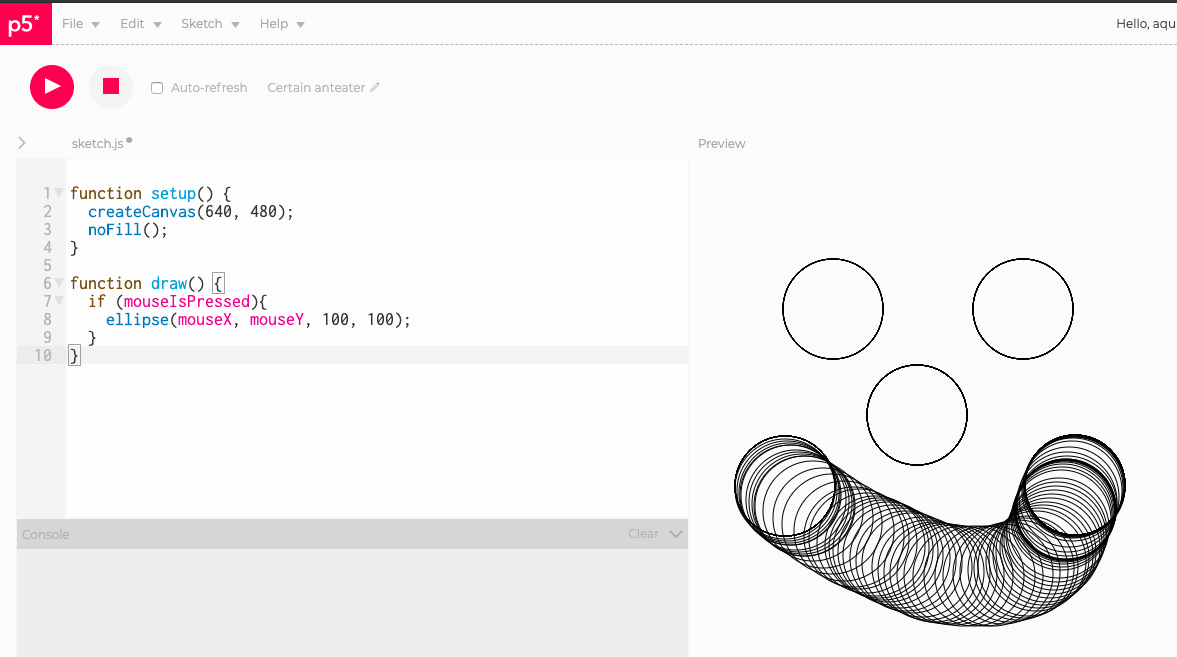 p5* File Edit Sketch Help Hello, aqu
Auto-refresh Certain anteater
sketch.js Preview
1 function setup() {
2 createCanvas(640, 480);
3 noFill();
4 }
5
6 function draw() {
7 if (mouseIsPressed){
8 ellipse(mouseX, mouseY, 100, 100);
9 }
10 }
Console Clear